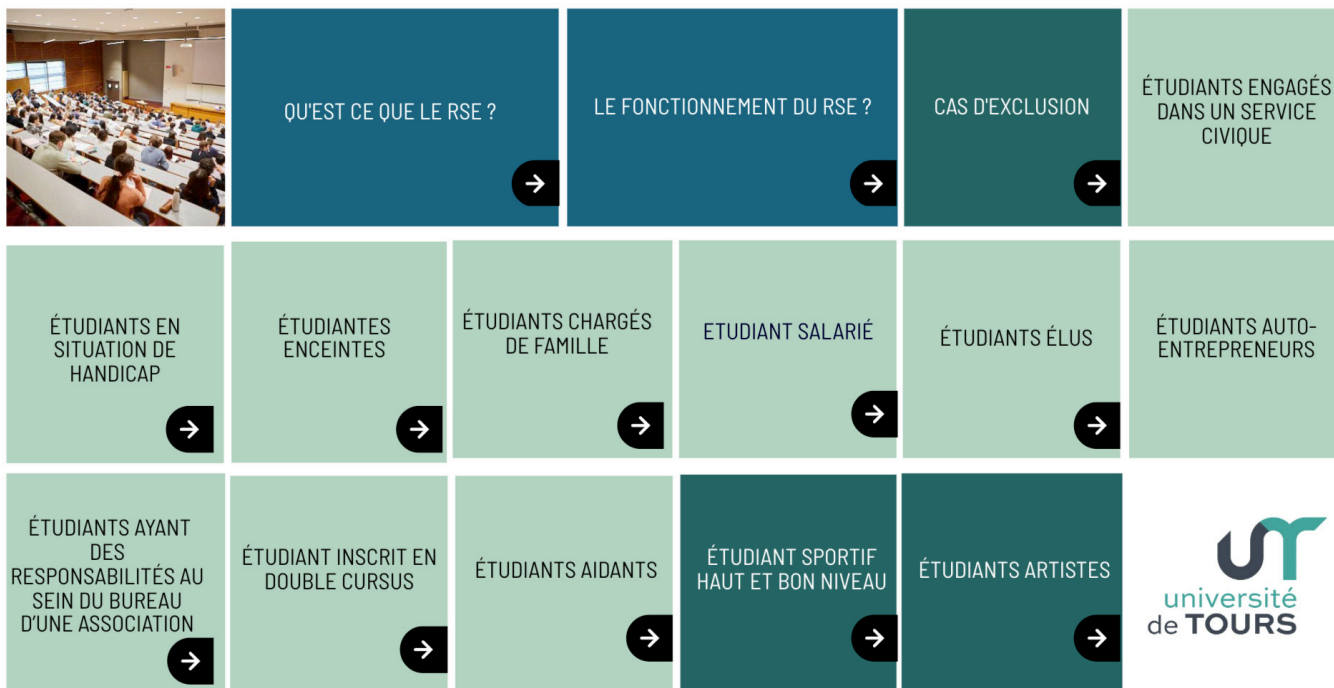 QU'EST CE QUE LE RSE ?
LE FONCTIONNEMENT DU RSE ?
CAS D'EXCLUSION
ÉTUDIANTS ENGAGÉS
DANS UN SERVICE
CIVIQUE
ÉTUDIANTS EN
SITUATION DE
HANDICAP
ÉTUDIANTES
ENCEINTES
ÉTUDIANTS CHARGÉS
DE FAMILLE
ETUDIANT SALARIÉ
ÉTUDIANTS ÉLUS
ÉTUDIANTS AUTO-
ENTREPRENEURS
ÉTUDIANTS AYANT
DES
RESPONSABILITÉS AU
SEIN DU BUREAU
D'UNE ASSOCIATION
ÉTUDIANT INSCRIT EN
DOUBLE CURSUS
ÉTUDIANTS AIDANTS
ÉTUDIANT SPORTIF
HAUT ET BON NIVEAU
ÉTUDIANTS ARTISTES
UT
université
de TOURS